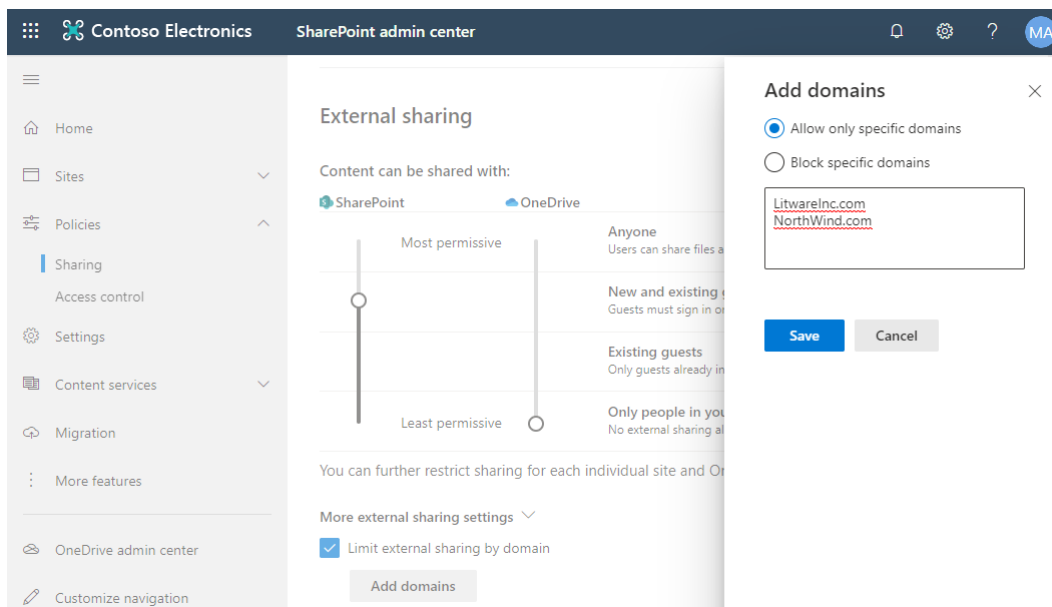 Contoso Electronics
SharePoint admin center
MA
Home
Sites
Policies
Sharing
Access control
Settings
Content services
Migration
More features
OneDrive admin center
Customize navigation
External sharing
Content can be shared with:
SharePoint
OneDrive
Most permissive
Least permissive
Anyone
Users can share files a
New and existing
Guests must sign in or
Existing guests
Only guests already in
Only people in you
No external sharing al
You can further restrict sharing for each individual site and Or
More external sharing settings
Limit external sharing by domain
Add domains
Add domains
Allow only specific domains
Block specific domains
LitwareInc.com
NorthWind.com
Save
Cancel